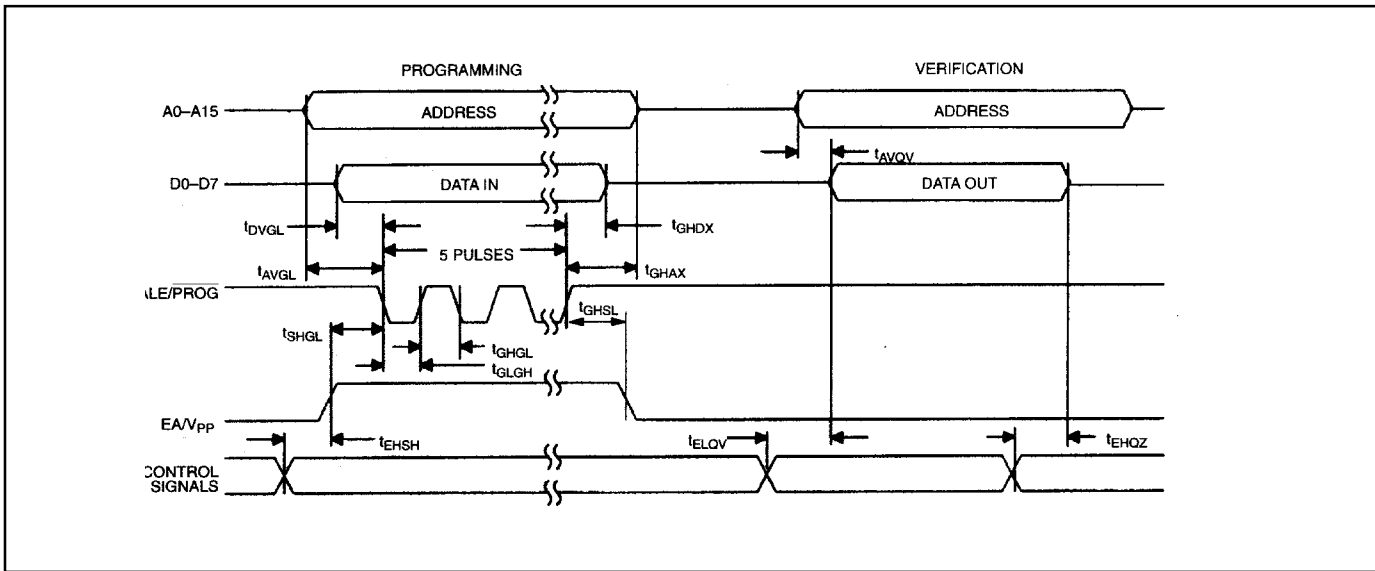 PROGRAMMING
VERIFICATION
A0–A15
ADDRESS
ADDRESS
tAVQV
D0–D7
DATA IN
DATA OUT
tDVGL
tGHDX
5 PULSES
tAVGL
tGHAX
ALE/PROG
tGHSL
tSHGL
tGHGL
tGLGH
EA/VPP
tEHSH
tELQV
tEHQZ
CONTROL
SIGNALS